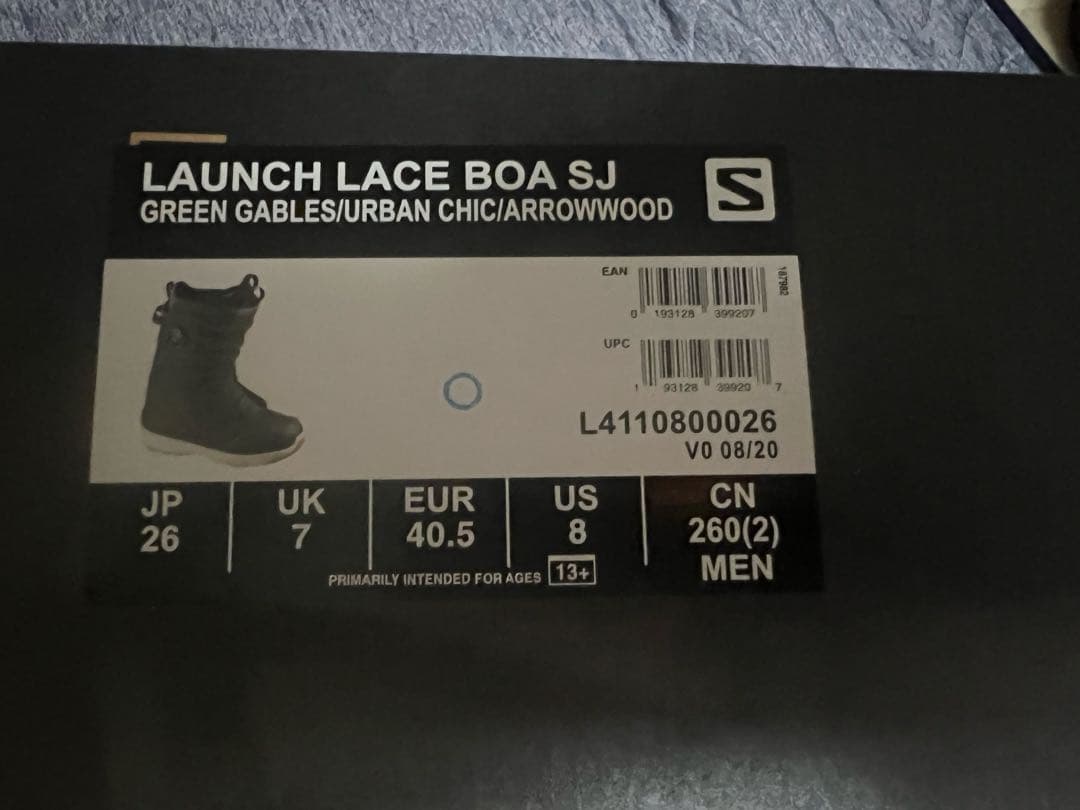 LAUNCH LACE BOA SJ
GREEN GABLES/URBAN CHIC/ARROWWOOD
S
EAN
0 193128 399207
187982
UPC
1 93128 39920 7
L4110800026
V0 08/20
JP
26
UK
7
EUR
40.5
US
8
CN
260(2)
MEN
PRIMARILY INTENDED FOR AGES 13+